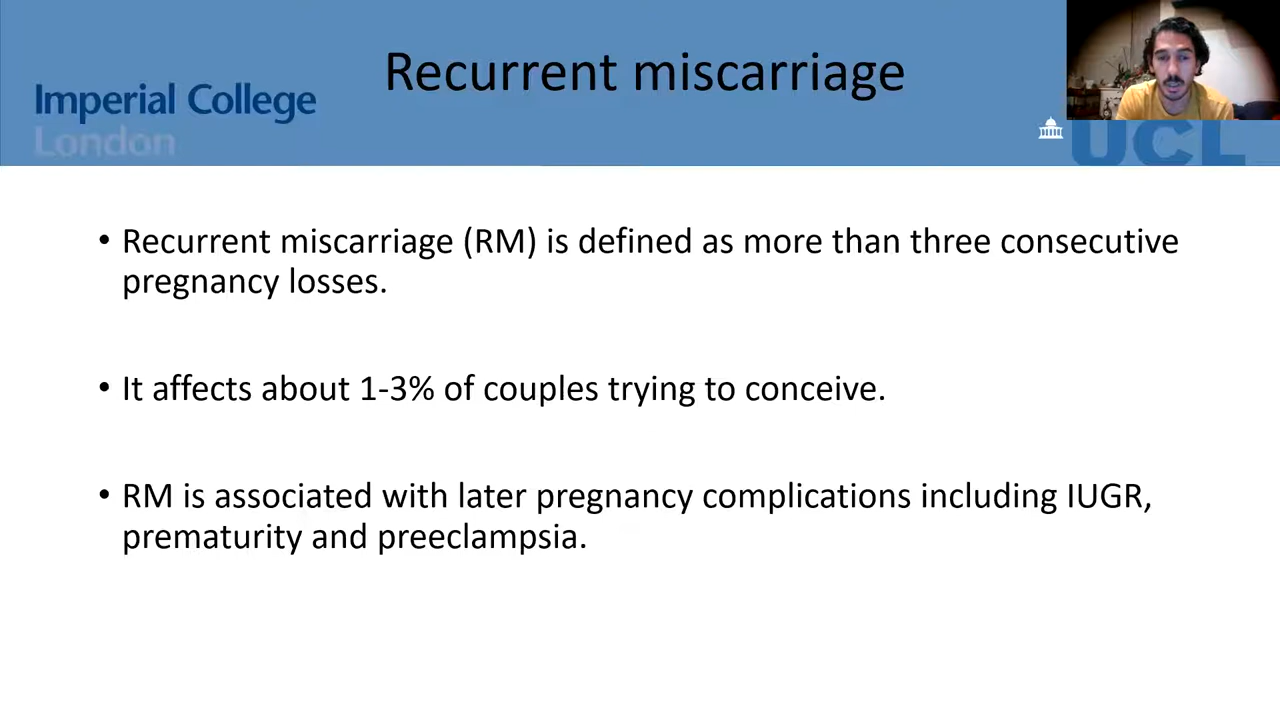 Recurrent miscarriage
Imperial College
London
UCL
• Recurrent miscarriage (RM) is defined as more than three consecutive
pregnancy losses.
• It affects about 1-3% of couples trying to conceive.
• RM is associated with later pregnancy complications including IUGR,
prematurity and preeclampsia.